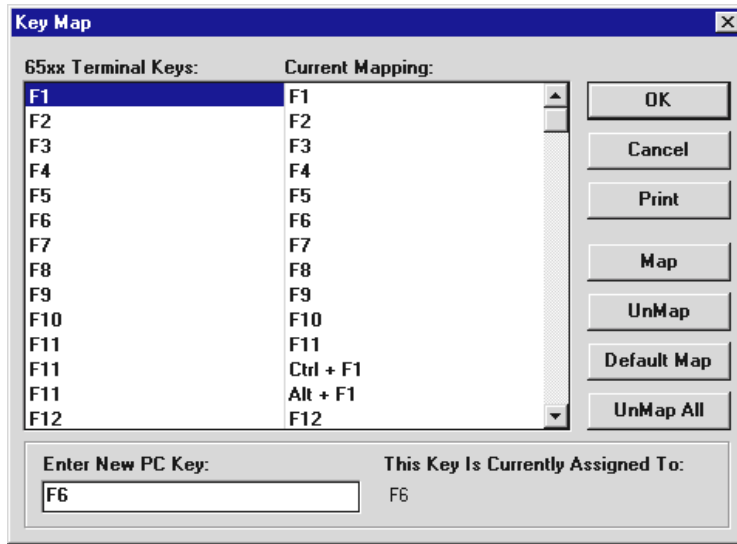 Key Map
65xx Terminal Keys: Current Mapping:
F1 F1
F2 F2
F3 F3
F4 F4
F5 F5
F6 F6
F7 F7
F8 F8
F9 F9
F10 F10
F11 F11
F11 Ctrl + F1
F11 Alt + F1
F12 F12
OK
Cancel
Print
Map
UnMap
Default Map
UnMap All
Enter New PC Key: This Key Is Currently Assigned To:
F6 F6